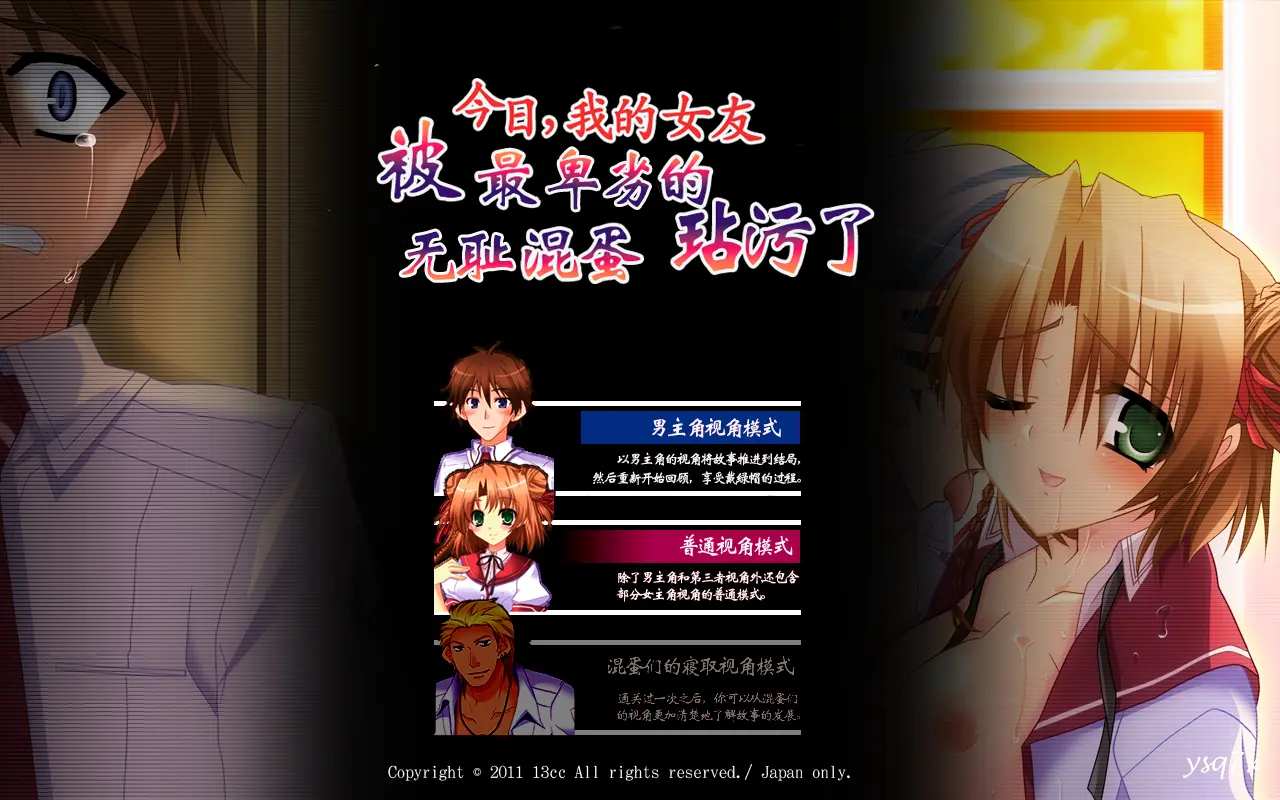 今日,我的女友
被最卑劣的
无耻混蛋 玷污了
男主角视角模式
以男主角的视角将故事推进到结局,
然后重新开始回顾，享受戴緑帽的过程。
普通视角模式
除了男主角和第三者视角外还包含
部分女主角视角的普通模式。
混蛋们的寝取视角模式
通关过一次之后，你可以从混蛋们
的视角更加清楚地了解故事的发展。
Copyright © 2011 13cc All rights reserved./ Japan only.